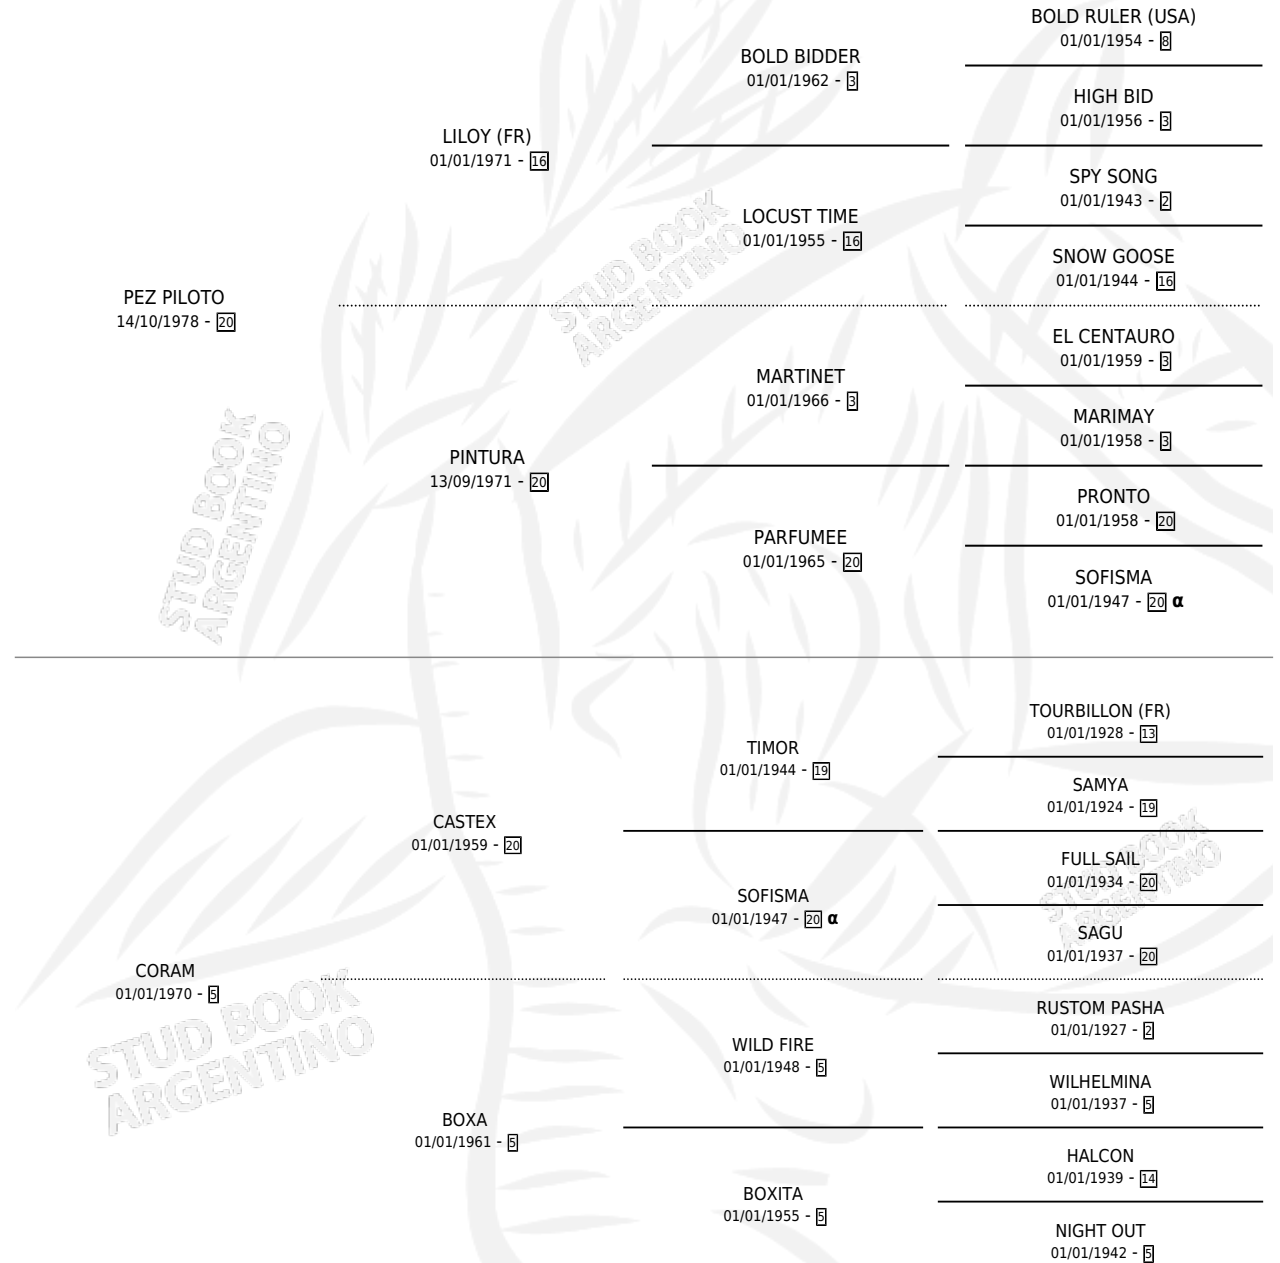 BOLD RULER (USA)
01/01/1954 - 8
BOLD BIDDER
01/01/1962 - 3
HIGH BID
01/01/1956 - 3
LILOY (FR)
01/01/1971 - 16
SPY SONG
01/01/1943 - 2
LOCUST TIME
01/01/1955 - 16
SNOW GOOSE
01/01/1944 - 16
PEZ PILOTO
14/10/1978 - 20
EL CENTAURO
01/01/1959 - 3
MARTINET
01/01/1966 - 3
MARIMAY
01/01/1958 - 3
PINTURA
13/09/1971 - 20
PRONTO
01/01/1958 - 20
PARFUMEE
01/01/1965 - 20
SOFISMA
01/01/1947 - 20 α
TOURBILLON (FR)
01/01/1928 - 13
TIMOR
01/01/1944 - 19
SAMYA
01/01/1924 - 19
CASTEX
01/01/1959 - 20
FULL SAIL
01/01/1934 - 20
SOFISMA
01/01/1947 - 20 α
SAGU
01/01/1937 - 20
CORAM
01/01/1970 - 5
RUSTOM PASHA
01/01/1927 - 2
WILD FIRE
01/01/1948 - 5
WILHELMINA
01/01/1937 - 5
BOXA
01/01/1961 - 5
HALCON
01/01/1939 - 14
BOXITA
01/01/1955 - 5
NIGHT OUT
01/01/1942 - 5
STUD BOOK
ARGENTINO
STUD BOOK
ARGENTINO
STUD BOOK
ARGENTINO
STUD BOOK
ARGENTINO